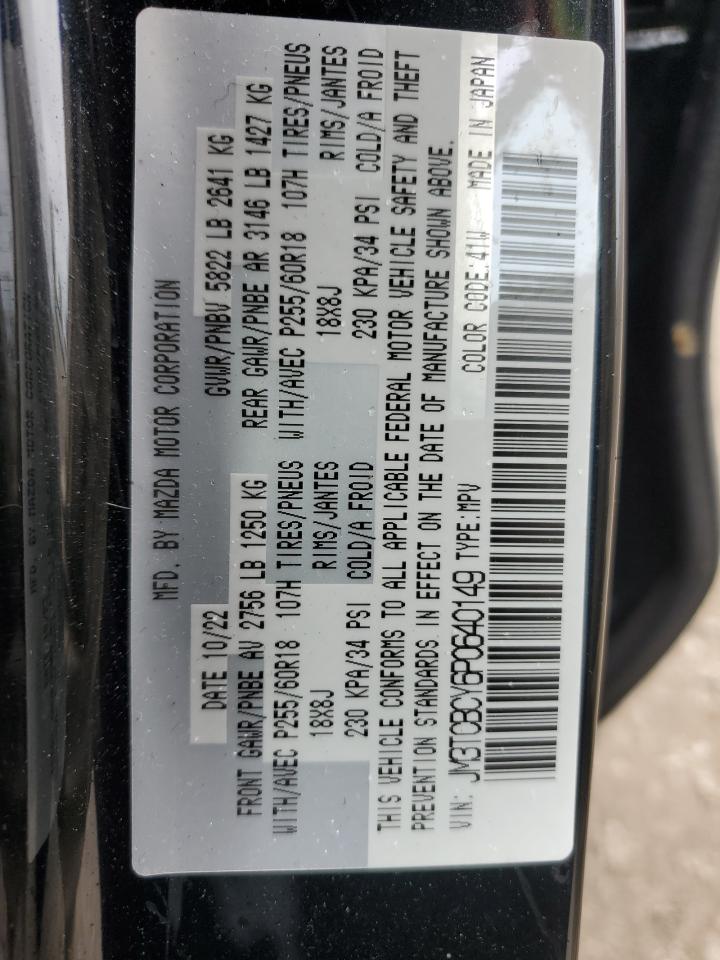 MFD. BY MAZDA MOTOR CORPORATION
DATE 10/22 GVWR/PNBV 5822 LB 2641 KG
FRONT GAWR/PNBE AV 2756 LB 1250 KG REAR GAWR/PNBE AR 3146 LB 1427 KG
WITH/AVEC P255/60R18 107H TIRES/PNEUS WITH/AVEC P255/60R18 107H TIRES/PNEUS
18X8J RIMS/JANTES 18X8J RIMS/JANTES
230 KPA/34 PSI COLD/A FROID 230 KPA/34 PSI COLD/A FROID
THIS VEHICLE CONFORMS TO ALL APPLICABLE FEDERAL MOTOR VEHICLE SAFETY AND THEFT
PREVENTION STANDARDS IN EFFECT ON THE DATE OF MANUFACTURE SHOWN ABOVE.
VIN: JM3TCBCY6P0640149 TYPE:MPV COLOR CODE:41W MADE IN JAPAN